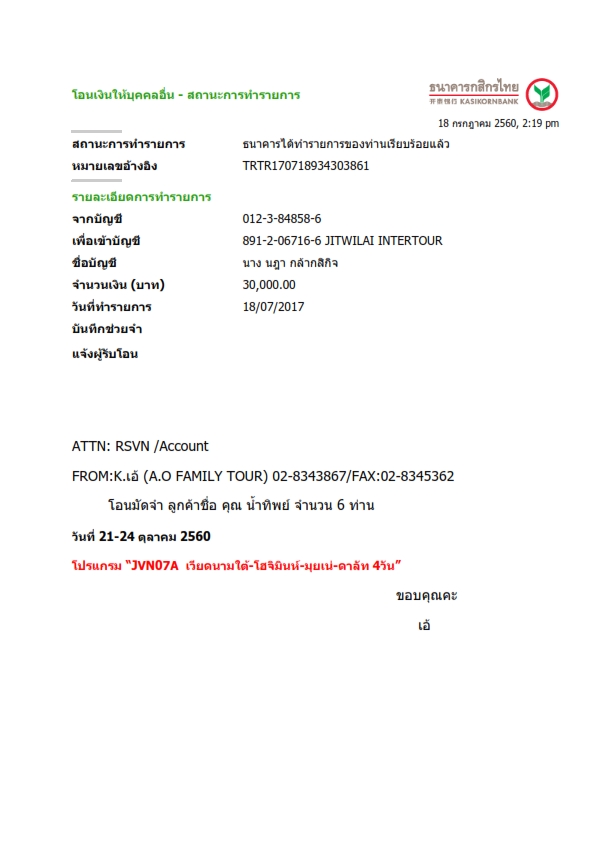 ธนาคารกสิกรไทย
开泰银行 KASIKORNBANK
โอนเงินให้บุคคลอื่น - สถานะการทำรายการ
18 กรกฎาคม 2560, 2:19 pm
สถานะการทำรายการ ธนาคารได้ทำรายการของท่านเรียบร้อยแล้ว
หมายเลขอ้างอิง TRTR170718934303861
รายละเอียดการทำรายการ
จากบัญชี 012-3-84858-6
เพื่อเข้าบัญชี 891-2-06716-6 JITWILAI INTERTOUR
ชื่อบัญชี นาง นฎา กล้ากสิกิจ
จำนวนเงิน (บาท) 30,000.00
วันที่ทำรายการ 18/07/2017
บันทึกช่วยจำ
แจ้งผู้รับโอน
ATTN: RSVN /Account
FROM:K.เอ้ (A.O FAMILY TOUR) 02-8343867/FAX:02-8345362
โอนมัดจำ ลูกค้าชื่อ คุณ น้ำทิพย์ จำนวน 6 ท่าน
วันที่ 21-24 ตุลาคม 2560
โปรแกรม “JVN07A เวียดนามใต้-โฮจิมินห์-มุยเน่-ดาลัท 4วัน”
ขอบคุณคะ
เอ้